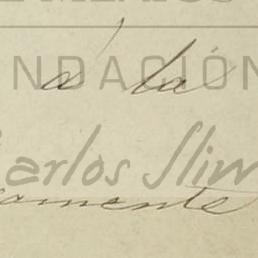 á la
NDACIÓN
arlos Slim
amente